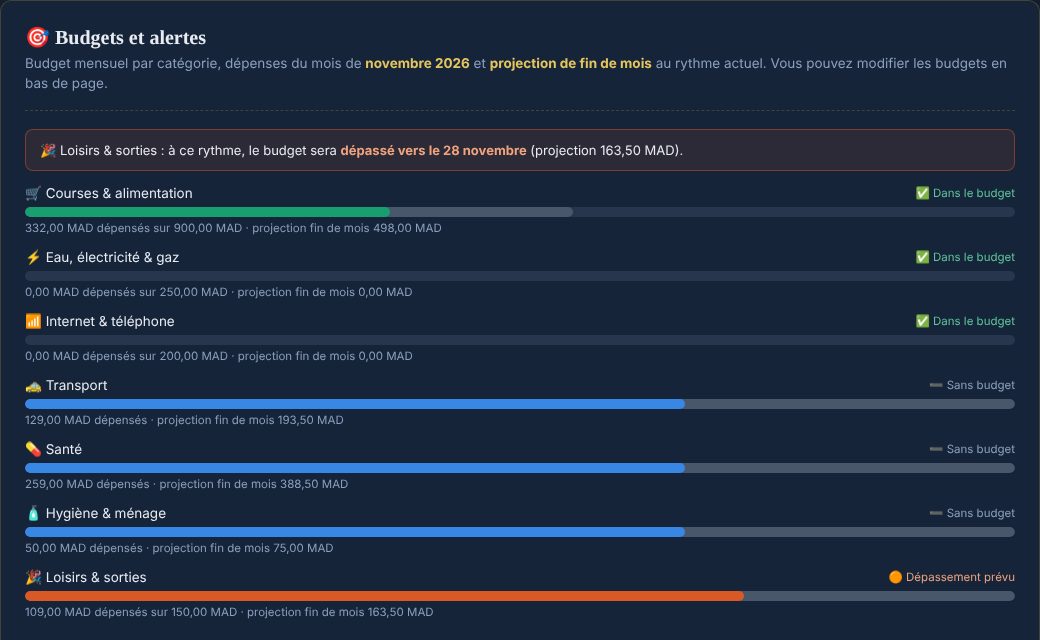 🎯 Budgets et alertes
Budget mensuel par catégorie, dépenses du mois de novembre 2026 et projection de fin de mois au rythme actuel. Vous pouvez modifier les budgets en
bas de page.
🎉 Loisirs & sorties : à ce rythme, le budget sera dépassé vers le 28 novembre (projection 163,50 MAD).
🛒 Courses & alimentation ✅ Dans le budget
332,00 MAD dépensés sur 900,00 MAD · projection fin de mois 498,00 MAD
⚡ Eau, électricité & gaz ✅ Dans le budget
0,00 MAD dépensés sur 250,00 MAD · projection fin de mois 0,00 MAD
📶 Internet & téléphone ✅ Dans le budget
0,00 MAD dépensés sur 200,00 MAD · projection fin de mois 0,00 MAD
🚕 Transport ➖ Sans budget
129,00 MAD dépensés · projection fin de mois 193,50 MAD
💊 Santé ➖ Sans budget
259,00 MAD dépensés · projection fin de mois 388,50 MAD
🧴 Hygiène & ménage ➖ Sans budget
50,00 MAD dépensés · projection fin de mois 75,00 MAD
🎉 Loisirs & sorties 🟠 Dépassement prévu
109,00 MAD dépensés sur 150,00 MAD · projection fin de mois 163,50 MAD